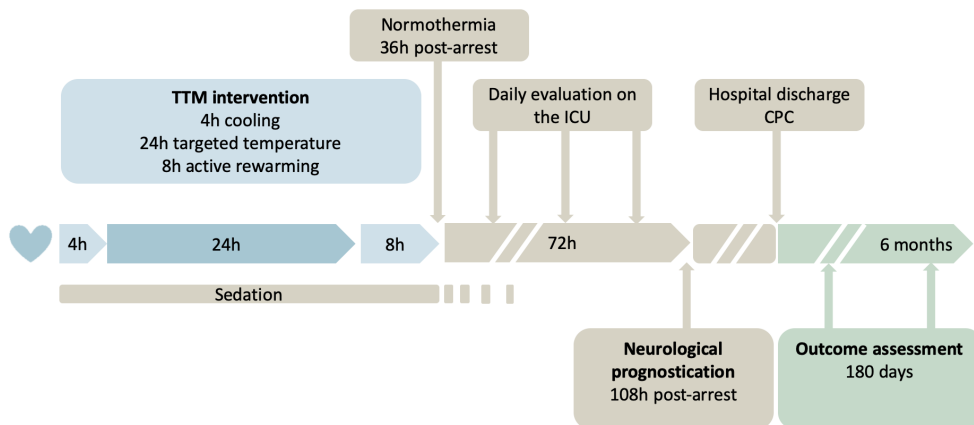 Normothermia
36h post-arrest
TTM intervention
4h cooling
24h targeted temperature
8h active rewarming
Daily evaluation on
the ICU
Hospital discharge
CPC
4h
24h
8h
72h
6 months
Sedation
Neurological
prognostication
108h post-arrest
Outcome assessment
180 days